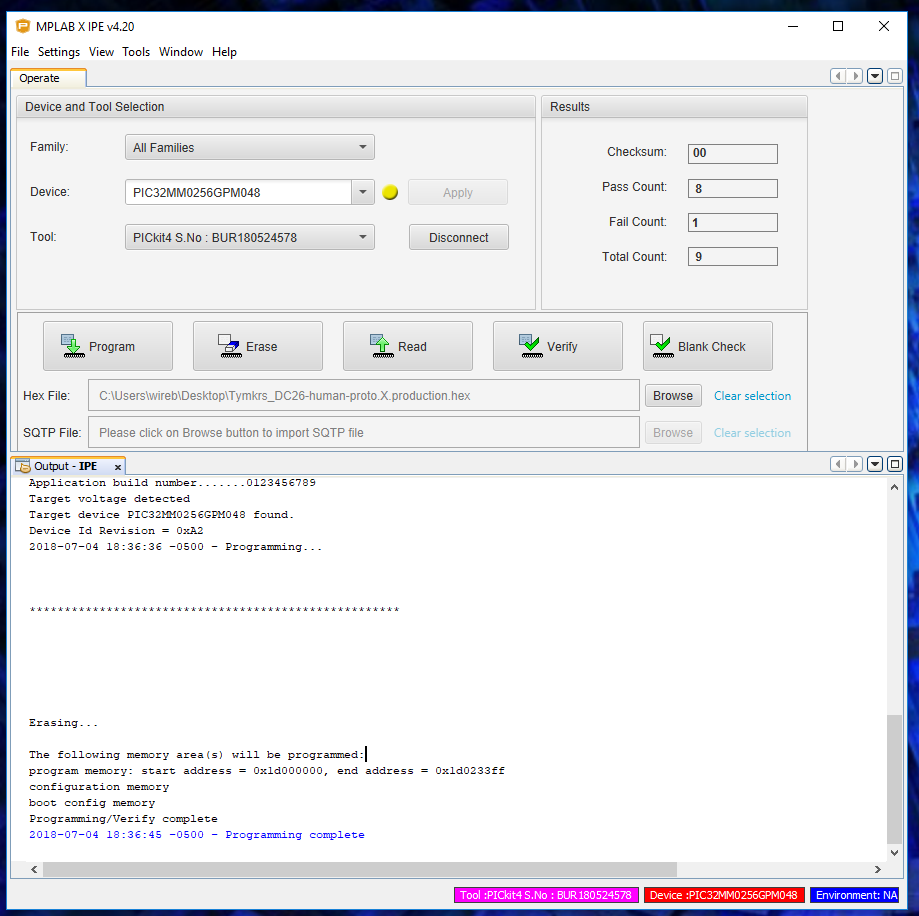 MPLAB X IPE v4.20
File Settings View Tools Window Help
Operate
Device and Tool Selection
Family: All Families
Device: PIC32MM0256GPM048 Apply
Tool: PICkit4 S.No : BUR180524578 Disconnect
Results
Checksum: 00
Pass Count: 8
Fail Count: 1
Total Count: 9
Program Erase Read Verify Blank Check
Hex File: C:\Users\wireb\Desktop\Tymkrs_DC26-human-proto.X.production.hex Browse Clear selection
SQTP File: Please click on Browse button to import SQTP file Browse Clear selection
Output - IPE x
Application build number.......0123456789
Target voltage detected
Target device PIC32MM0256GPM048 found.
Device Id Revision = 0xA2
2018-07-04 18:36:36 -0500 - Programming...
*****************************************************
Erasing...
The following memory area(s) will be programmed:
program memory: start address = 0x1d000000, end address = 0x1d0233ff
configuration memory
boot config memory
Programming/Verify complete
2018-07-04 18:36:45 -0500 - Programming complete
Tool :PICkit4 S.No : BUR180524578 Device :PIC32MM0256GPM048 Environment: NA